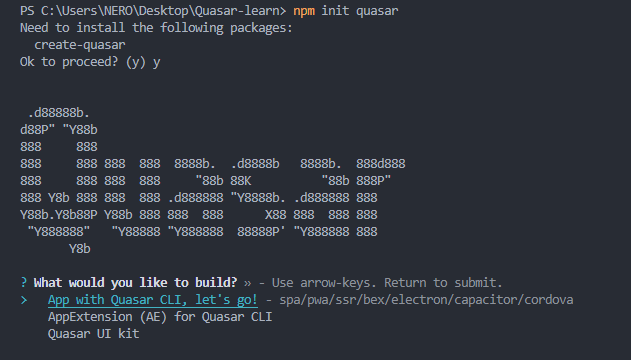 PS C:\Users\NERO\Desktop\Quasar-learn> npm init quasar
Need to install the following packages:
  create-quasar
Ok to proceed? (y) y

 .d88888b.
d88P" "Y88b
888     888
888     888 888  888  8888b.  .d8888b   8888b.  888d888
888     888 888  888     "88b 88K          "88b 888P"
888 Y8b 888 888  888 .d888888 "Y8888b. .d888888 888
Y88b.Y8b88P Y88b 888 888  888      X88 888  888 888
 "Y888888"   "Y88888 "Y888888  88888P' "Y888888 888
       Y8b

? What would you like to build? » - Use arrow-keys. Return to submit.
>   App with Quasar CLI, let's go! - spa/pwa/ssr/bex/electron/capacitor/cordova
    AppExtension (AE) for Quasar CLI
    Quasar UI kit